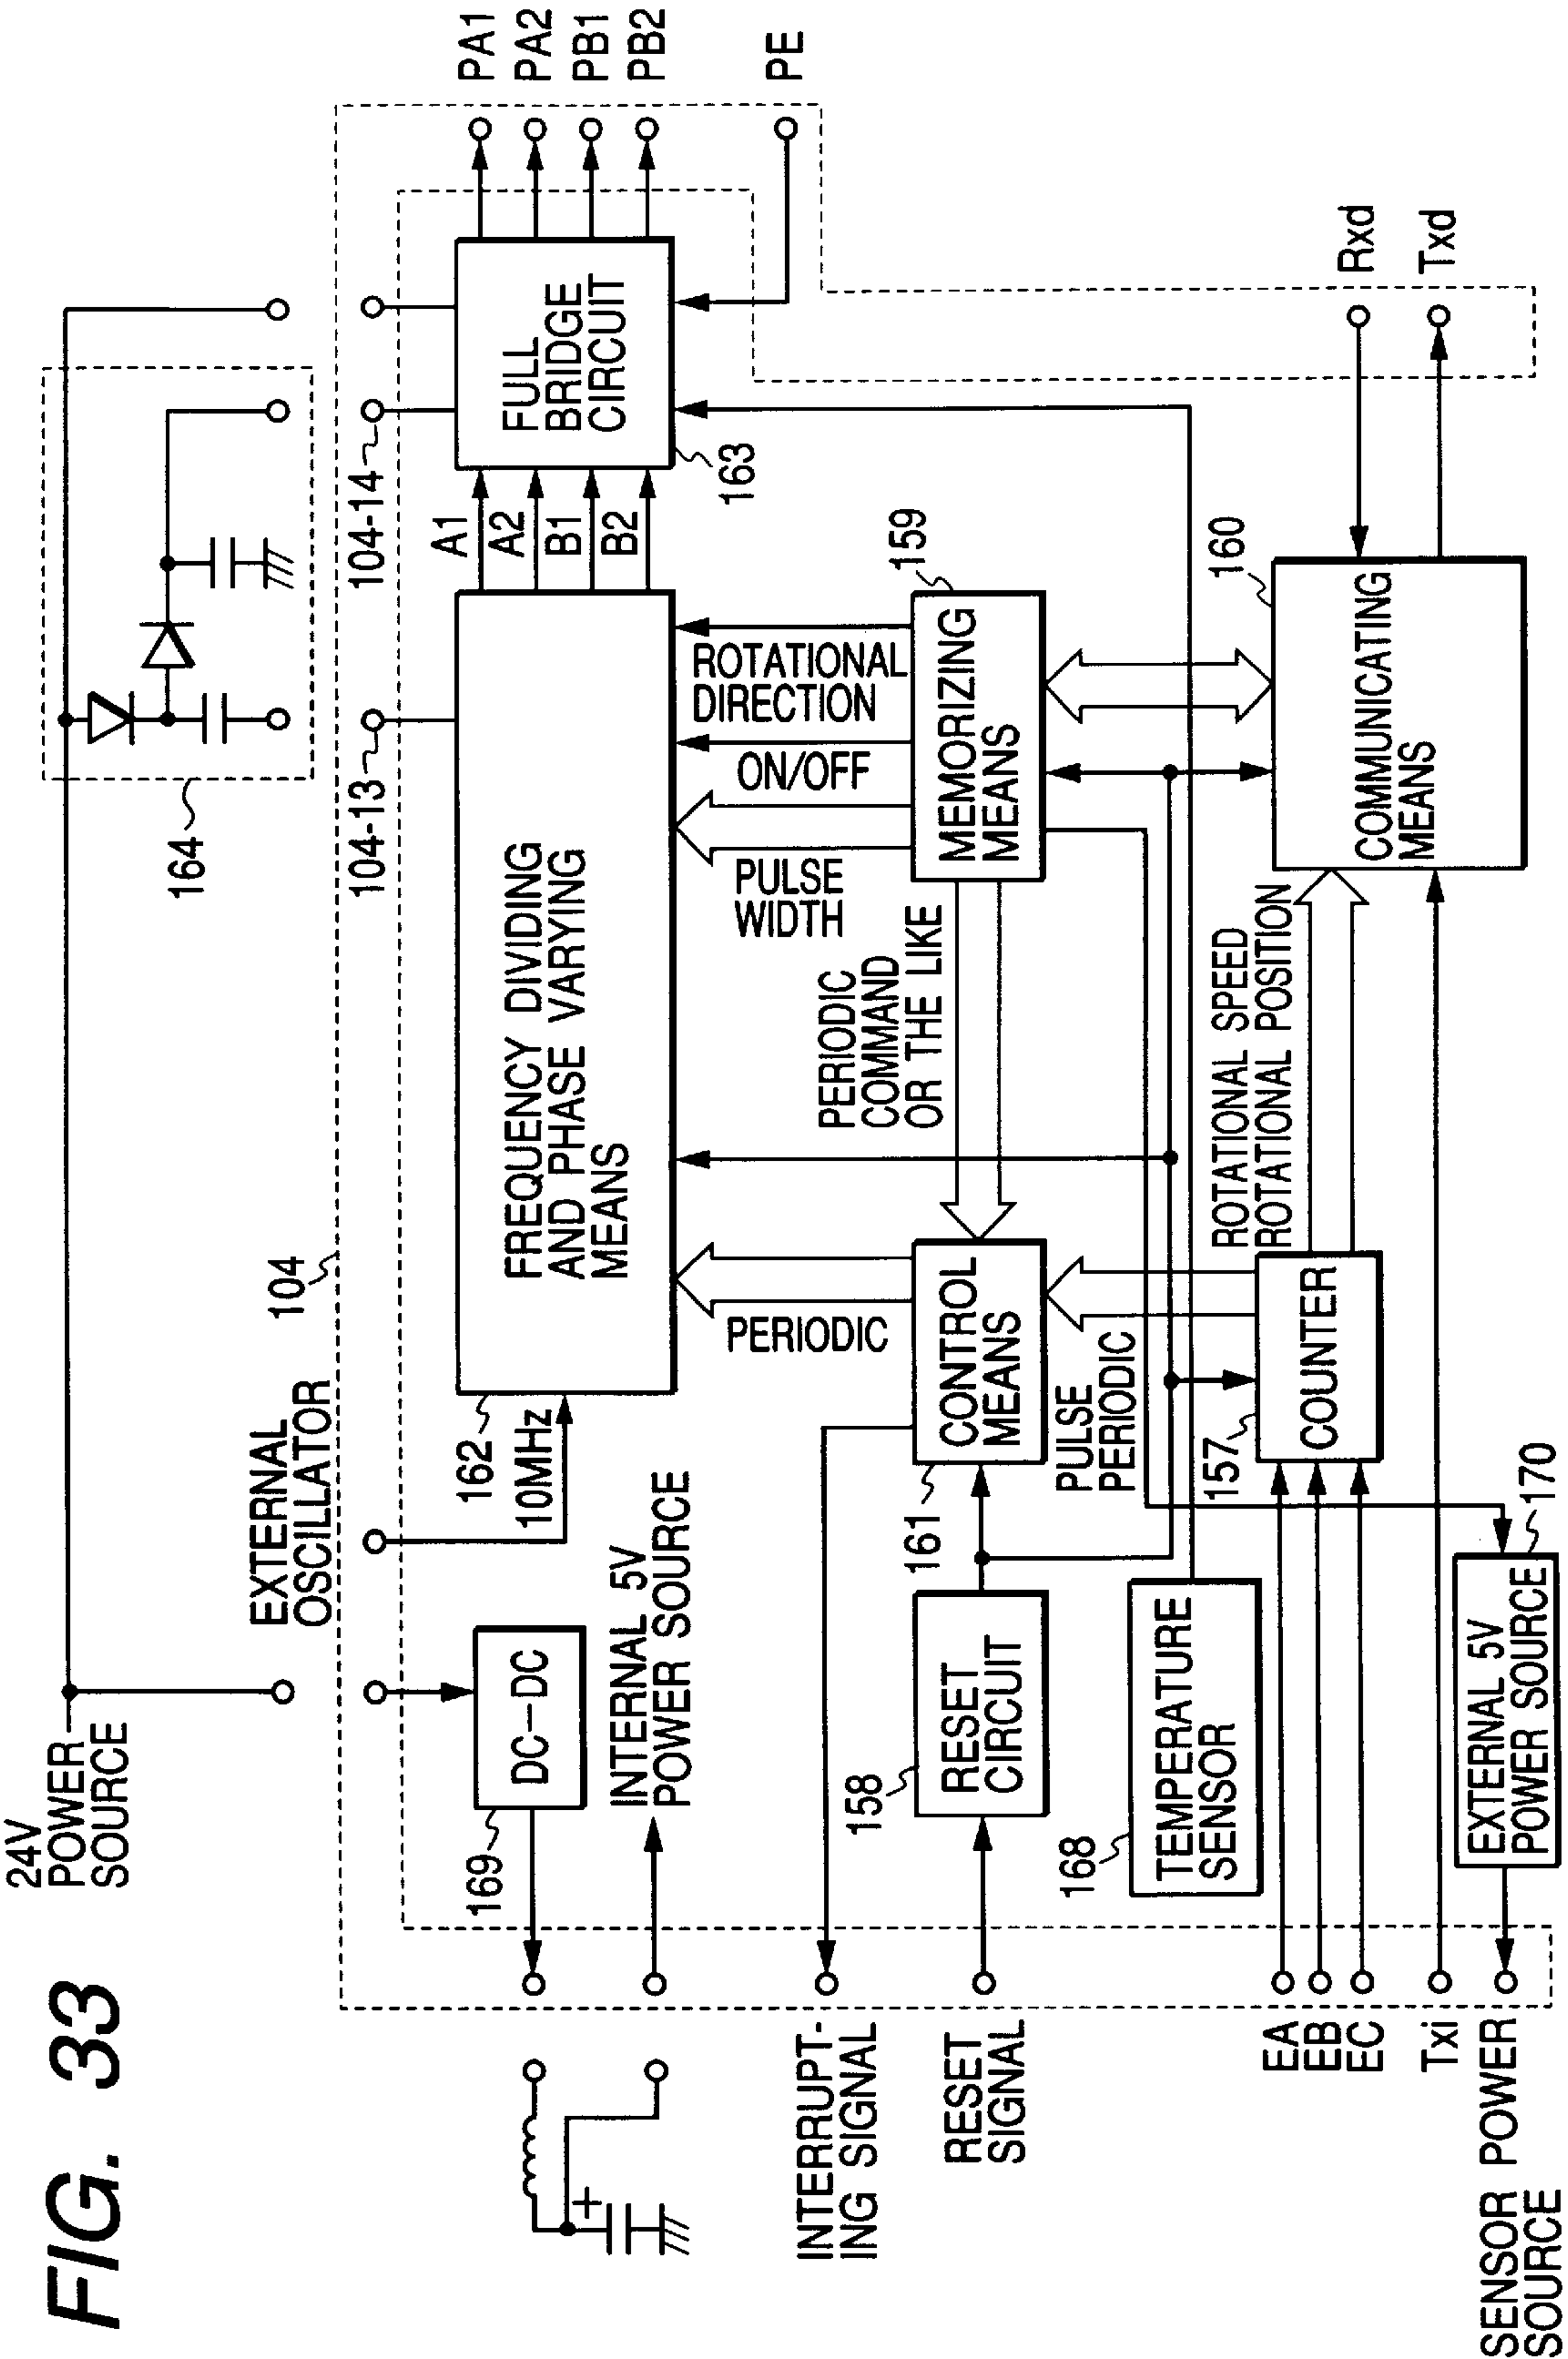 FIG. 33
24V
POWER
SOURCE
EXTERNAL
OSCILLATOR
104
164
104-13
104-14
PA1
PA2
PB1
PB2
PE
169
DC-DC
INTERNAL 5V
POWER SOURCE
162
10MHz
FREQUENCY DIVIDING
AND PHASE VARYING
MEANS
A1
A2
B1
B2
FULL
BRIDGE
CIRCUIT
163
PERIODIC
PULSE
WIDTH
ON/OFF
ROTATIONAL
DIRECTION
PERIODIC
COMMAND
OR THE LIKE
159
MEMORIZING
MEANS
161
CONTROL
MEANS
INTERRUPT-
ING SIGNAL
RESET
SIGNAL
158
RESET
CIRCUIT
168
TEMPERATURE
SENSOR
PULSE
PERIODIC
157
COUNTER
ROTATIONAL SPEED
ROTATIONAL POSITION
160
COMMUNICATING
MEANS
Rxd
Txd
EA
EB
EC
Txi
170
EXTERNAL 5V
POWER SOURCE
SENSOR POWER
SOURCE
+